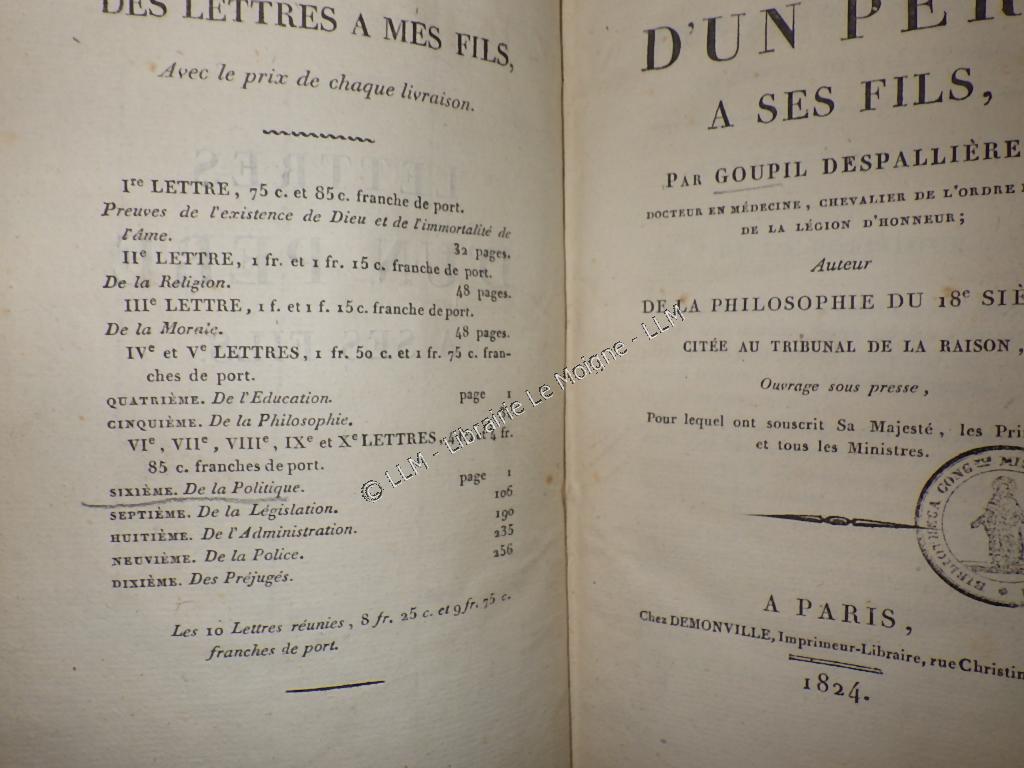 DES LETTRES A MES FILS,
Avec le prix de chaque livraison.
Ire LETTRE, 75 c. et 85 c. franche de port.
Preuves de l'existence de Dieu et de l'immortalité de
l'âme. 32 pages.
IIe LETTRE, 1 fr. et 1 fr. 15 c. franche de port.
De la Religion. 48 pages.
IIIe LETTRE, 1 f. et 1 f. 15 c. franche de port.
De la Morale. 48 pages.
IVe et Ve LETTRES, 1 fr. 50 c. et 1 fr. 75 c. fran-
ches de port.
QUATRIÈME. De l'Education. page 1
CINQUIÈME. De la Philosophie.
VIe, VIIe, VIIIe, IXe et Xe LETTRES, 4 fr.
85 c. franches de port.
SIXIÈME. De la Politique. page 1
SEPTIÈME. De la Législation. 106
HUITIÈME. De l'Administration. 190
NEUVIÈME. De la Police. 235
DIXIÈME. Des Préjugés. 256
Les 10 Lettres réunies, 8 fr. 25 c. et 9 fr. 75 c.
franches de port.
D'UN PÈR
A SES FILS,
PAR GOUPIL DESPALLIÈRE
DOCTEUR EN MÉDECINE, CHEVALIER DE L'ORDRE
DE LA LÉGION D'HONNEUR;
Auteur
DE LA PHILOSOPHIE DU 18e SIÈ
CITÉE AU TRIBUNAL DE LA RAISON,
Ouvrage sous presse,
Pour lequel ont souscrit Sa Majesté, les Pri
et tous les Ministres.
BIBLIOTHECA CONG.
A PARIS,
Chez DEMONVILLE, Imprimeur-Libraire, rue Christin
1824.
© LLM - Librairie Le Moigne - LLM